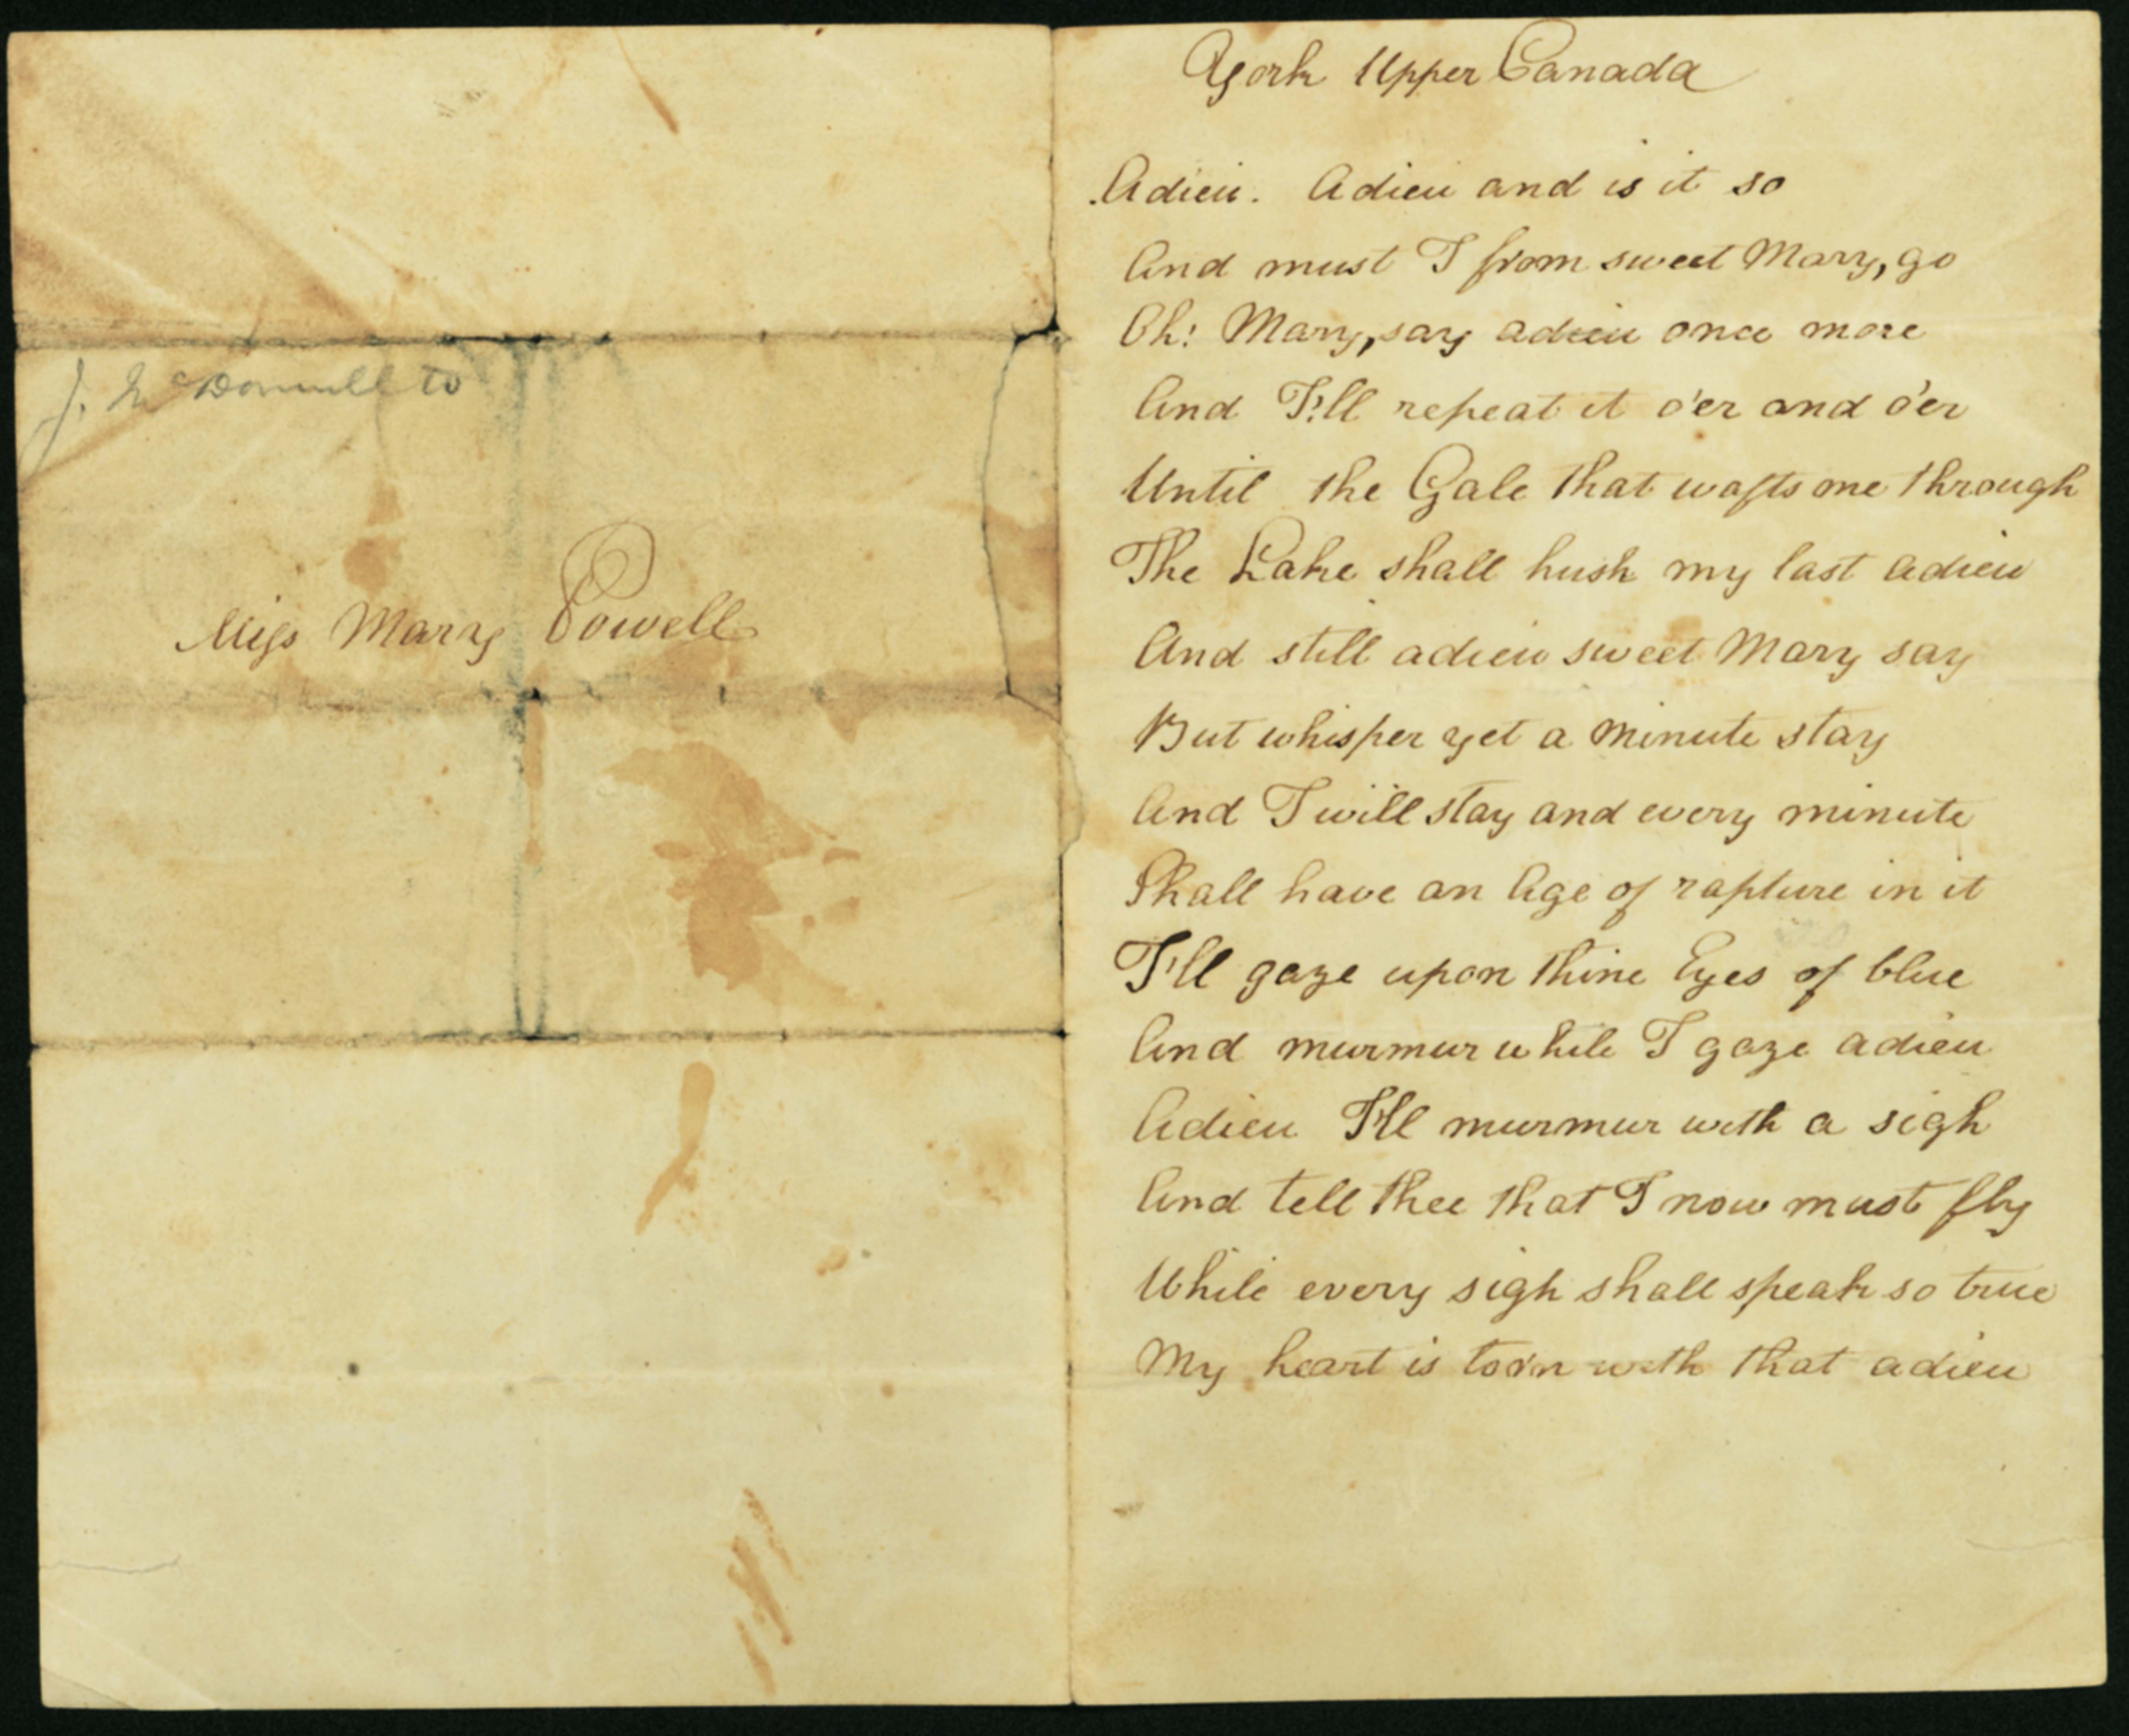 J. McDonnell to
Miss Mary Powell
York Upper Canada
Adieu. Adieu and is it so
And must I from sweet Mary, go
Oh! Mary, say adieu once more
And I'll repeat it o'er and o'er
Until the Gale that wafts me through
The Lake shall hush my last adieu
And still adieu sweet Mary say
But whisper yet a minute stay
And I will stay and every minute
Shall have an Age of rapture in it
I'll gaze upon thine Eyes of blue
And murmur while I gaze adieu
Adieu I'll murmur with a sigh
And tell thee that I now must fly
While every sigh shall speak so true
My heart is torn with that adieu